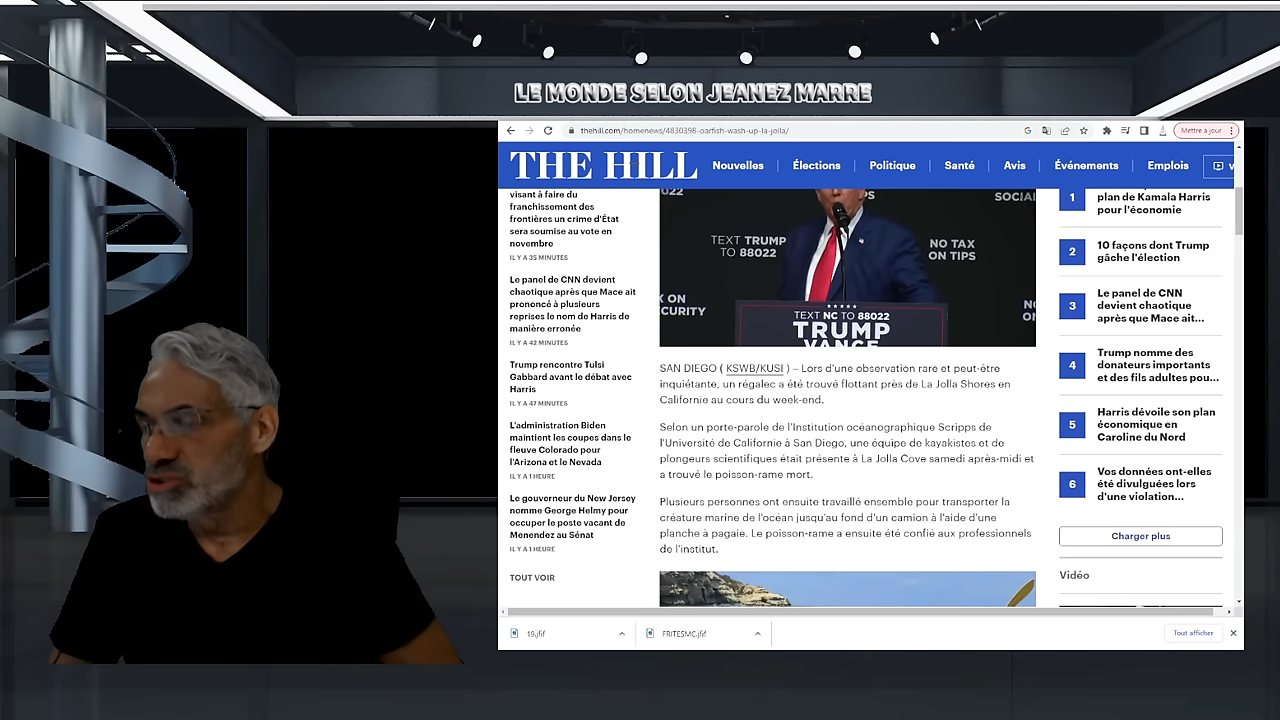 LE MONDE SELON JEANEZ MARRE
thehill.com/homenews/4830398-oarfish-wash-up-la-jolla/
Mettre à jour
THE HILL
Nouvelles
Élections
Politique
Santé
Avis
Événements
Emplois
visant à faire du
franchissement des
frontières un crime d'État
sera soumise au vote en
novembre
IL Y A 35 MINUTES
Le panel de CNN devient
chaotique après que Mace ait
prononcé à plusieurs
reprises le nom de Harris de
manière erronée
IL Y A 42 MINUTES
Trump rencontre Tulsi
Gabbard avant le débat avec
Harris
IL Y A 47 MINUTES
L'administration Biden
maintient les coupes dans le
fleuve Colorado pour
l'Arizona et le Nevada
IL Y A 1 HEURE
Le gouverneur du New Jersey
nomme George Helmy pour
occuper le poste vacant de
Menendez au Sénat
IL Y A 1 HEURE
TOUT VOIR
SOCIAL
TEXT TRUMP
TO 88022
NO TAX
ON TIPS
X ON
CURITY
TEXT NC TO 88022
TRUMP
VANCE
SAN DIEGO ( KSWB/KUSI ) – Lors d'une observation rare et peut-être
inquiétante, un régalec a été trouvé flottant près de La Jolla Shores en
Californie au cours du week-end.
Selon un porte-parole de l'Institution océanographique Scripps de
l'Université de Californie à San Diego, une équipe de kayakistes et de
plongeurs scientifiques était présente à La Jolla Cove samedi après-midi et
a trouvé le poisson-rame mort.
Plusieurs personnes ont ensuite travaillé ensemble pour transporter la
créature marine de l'océan jusqu'au fond d'un camion à l'aide d'une
planche à pagaie. Le poisson-rame a ensuite été confié aux professionnels
de l'institut.
1
plan de Kamala Harris
pour l'économie
2
10 façons dont Trump
gâche l'élection
3
Le panel de CNN
devient chaotique
après que Mace ait...
4
Trump nomme des
donateurs importants
et des fils adultes pou...
5
Harris dévoile son plan
économique en
Caroline du Nord
6
Vos données ont-elles
été divulguées lors
d'une violation...
Charger plus
Vidéo
19.jfif
FRITESMC.jfif
Tout afficher